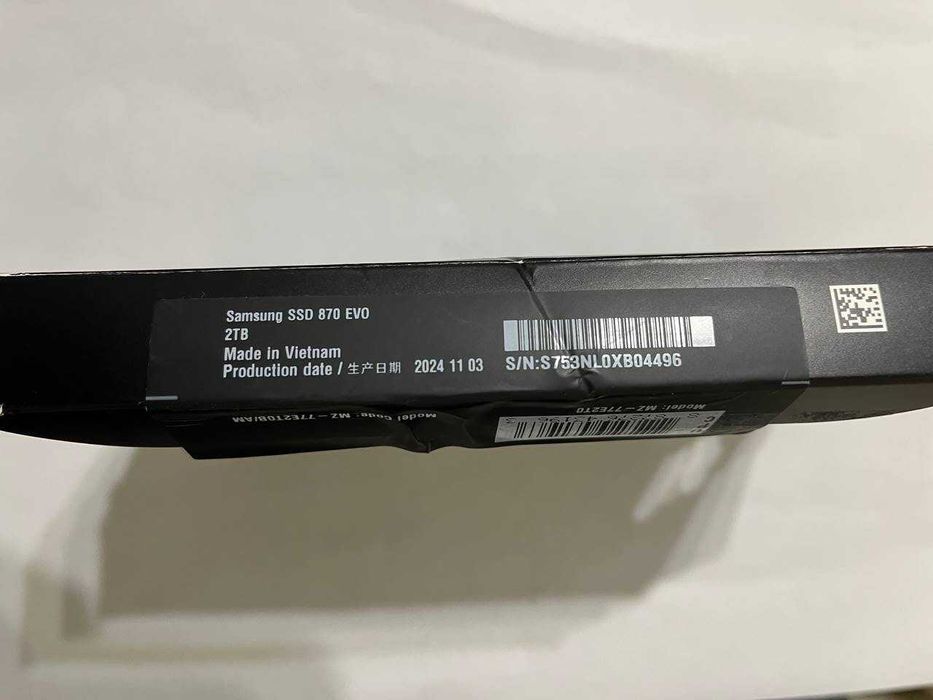 Samsung SSD 870 EVO
2TB
Made in Vietnam
Production date / 生产日期 2024 11 03
S/N:S753NL0XB04496
Model Code: MZ-77E2T0B/AM
Model: MZ-77E2T0